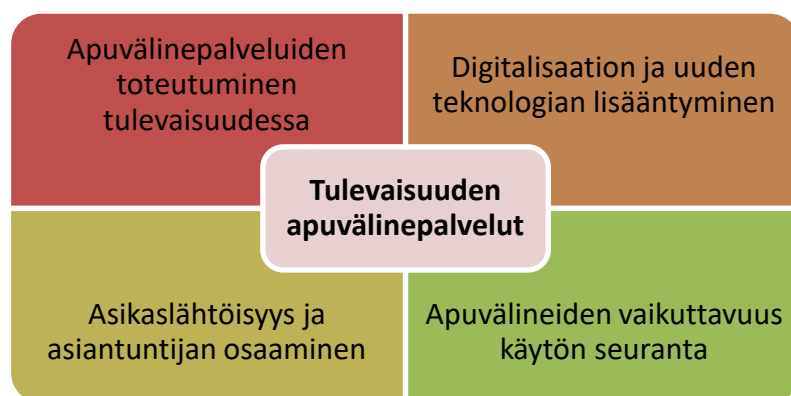 Apuvälinepalveluiden
toteutuminen
tulevaisuudessa
Digitalisaation ja uuden
teknologian lisääntyminen
Tulevaisuuden
apuvälinepalvelut
Asikaslähtöisyys ja
asiantuntijan osaaminen
Apuvälineiden vaikuttavuus
käytön seuranta